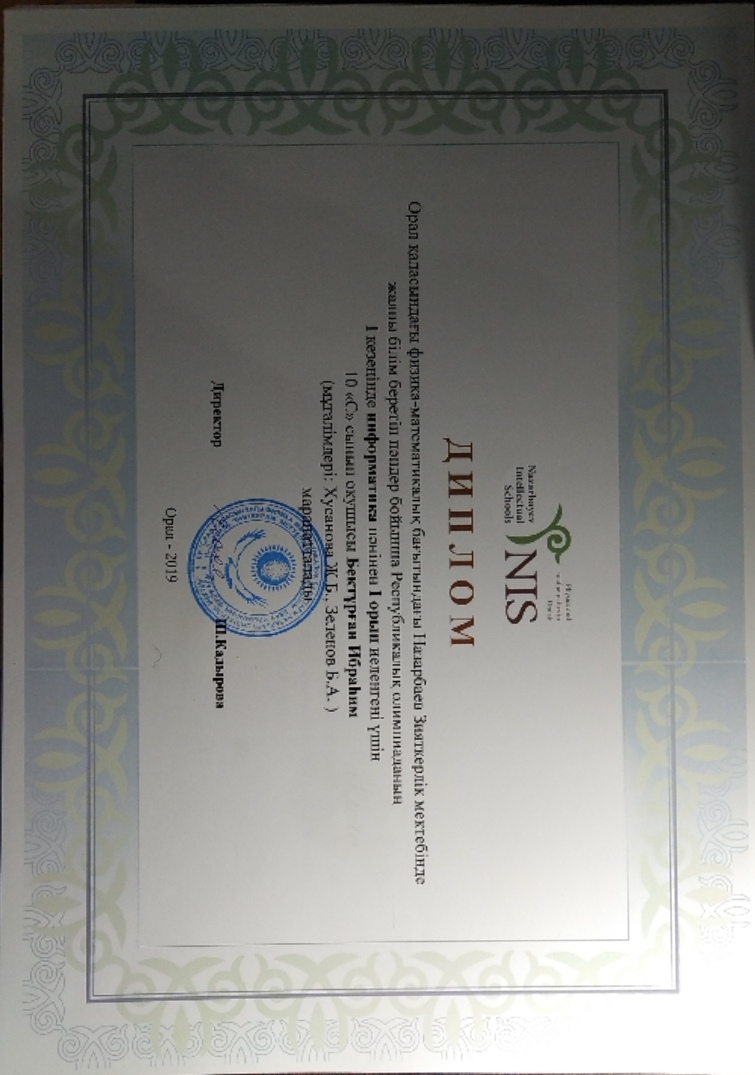 Nazarbayev
Intellectual
Schools
NIS
ДИПЛОМ
Орал қаласындағы физика-математикалық бағытындағы Назарбаев Зияткерлік мектебінде
жалпы білім беретін пәндер бойынша Республикалық олимпиаданың
I кезеңінде информатика пәнінен I орын иеленгені үшін
10 «С» сынып оқушысы Бектұрған Ибраһим
(мұғалімдері: Хусанова Ж.Б., Зеленов Б.А. )
марапатталады
Директор
Ш.Кадырова
Орал - 2019